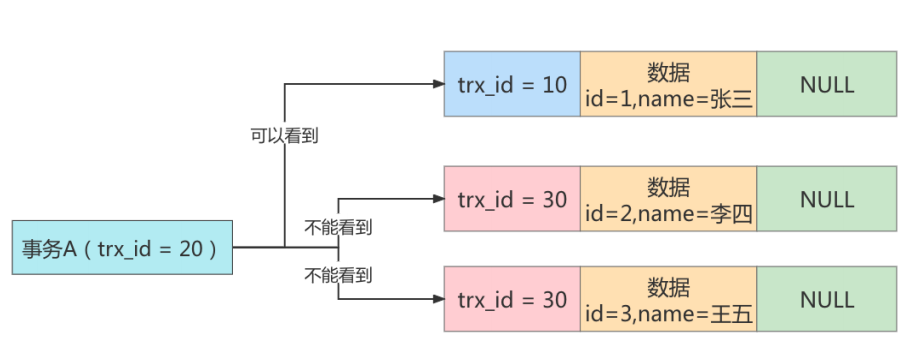 trx_id = 10
数据
id=1,name=张三
NULL
可以看到
trx_id = 30
数据
id=2,name=李四
NULL
不能看到
事务A（trx_id = 20）
不能看到
trx_id = 30
数据
id=3,name=王五
NULL